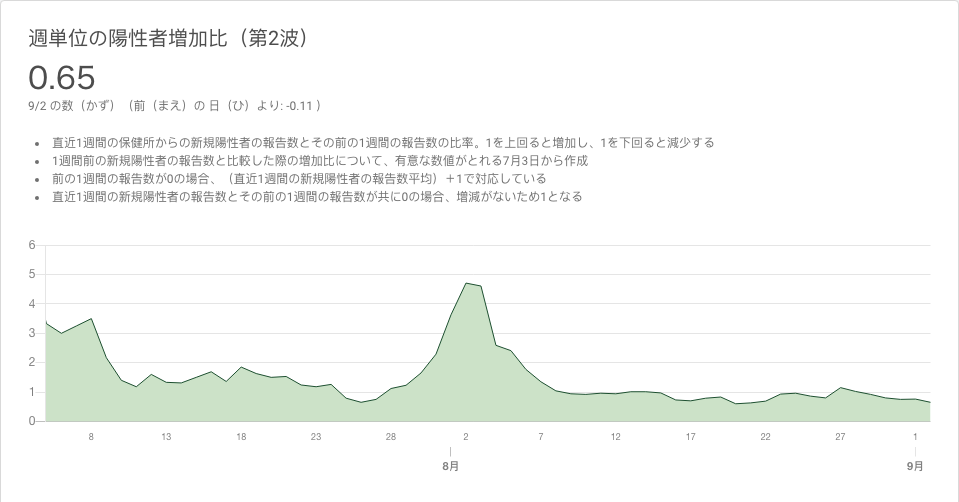 週単位の陽性者増加比（第2波）
0.65
9/2 の数（かず）（前（まえ）の 日（ひ）より: -0.11 ）
• 直近1週間の保健所からの新規陽性者の報告数とその前の1週間の報告数の比率。1を上回ると増加し、1を下回ると減少する
• 1週間前の新規陽性者の報告数と比較した際の増加比について、有意な数値がとれる7月3日から作成
• 前の1週間の報告数が0の場合、（直近1週間の新規陽性者の報告数平均）＋1で対応している
• 直近1週間の新規陽性者の報告数とその前の1週間の報告数が共に0の場合、増減がないため1となる
6
5
4
3
2
1
0
8 13 18 23 28 2 7 12 17 22 27 1
8月 9月